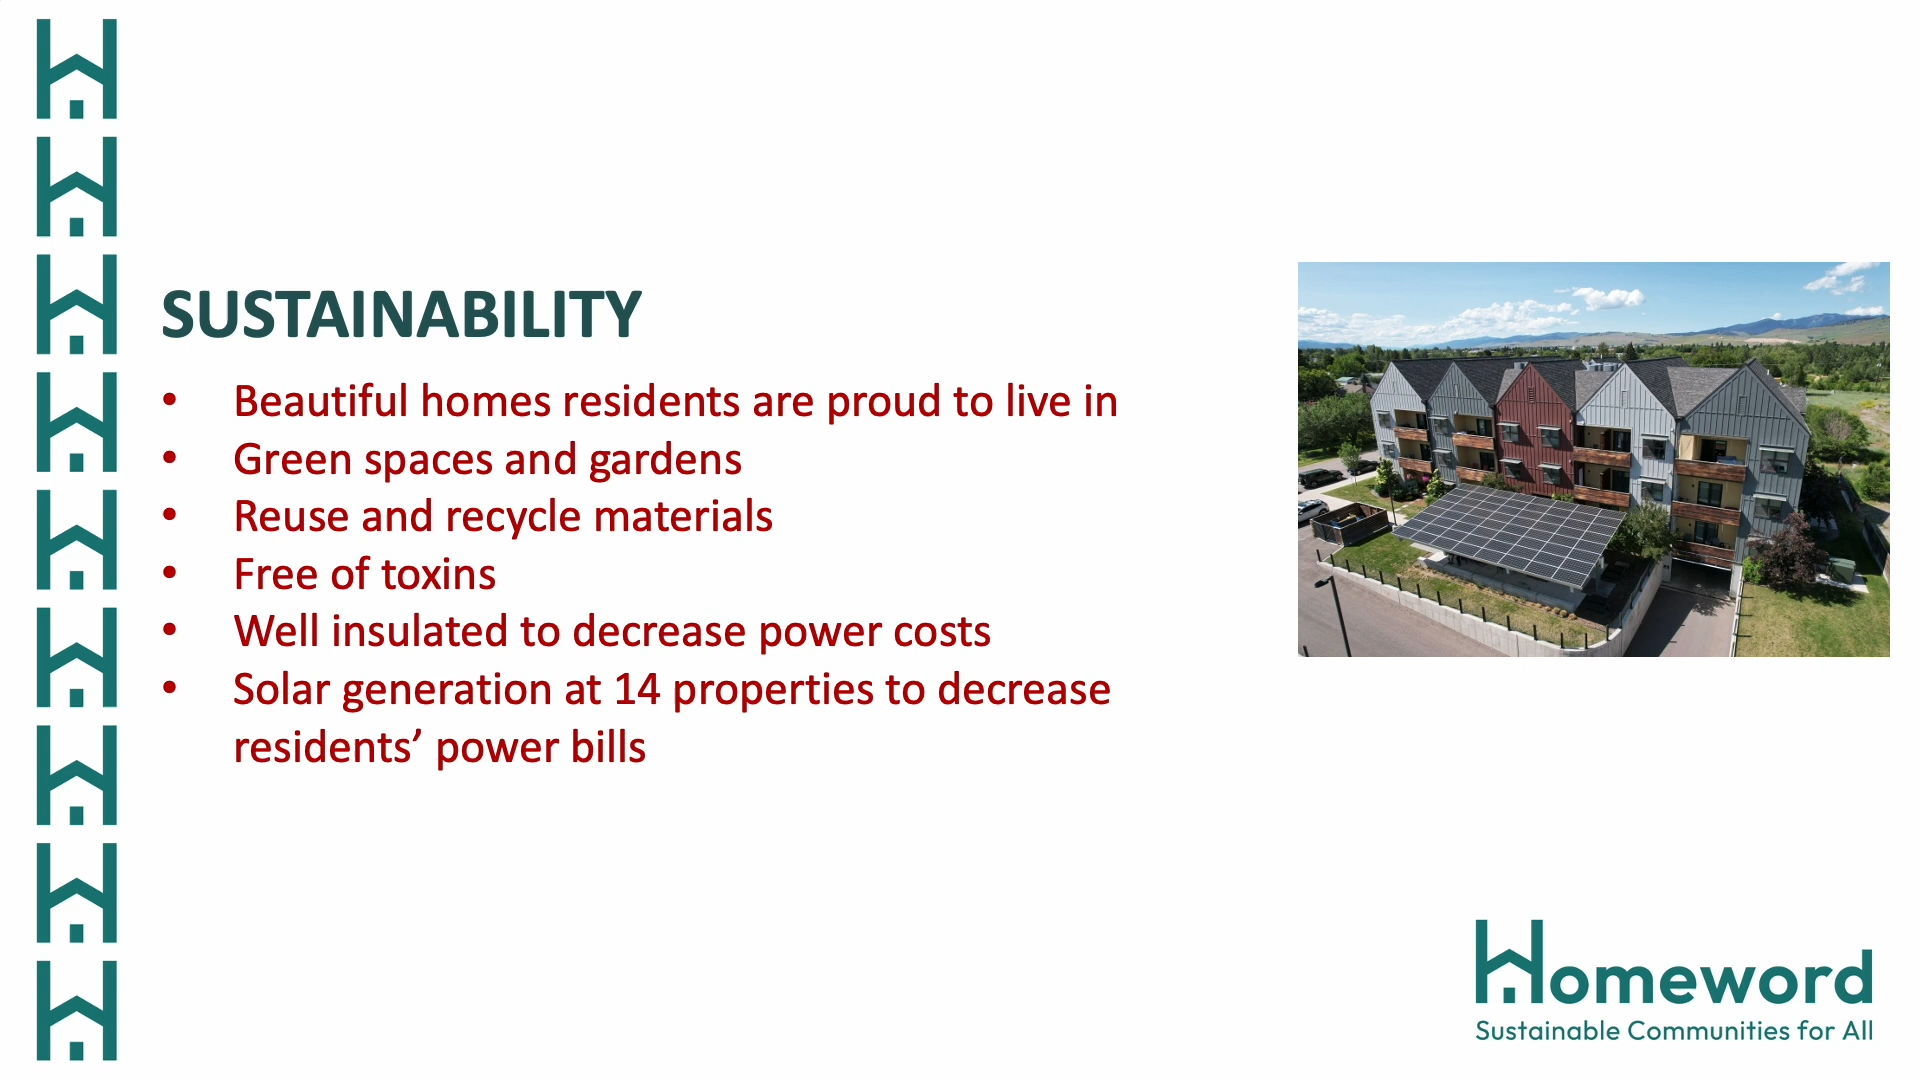 SUSTAINABILITY
• Beautiful homes residents are proud to live in
• Green spaces and gardens
• Reuse and recycle materials
• Free of toxins
• Well insulated to decrease power costs
• Solar generation at 14 properties to decrease
residents’ power bills
Homeword
Sustainable Communities for All